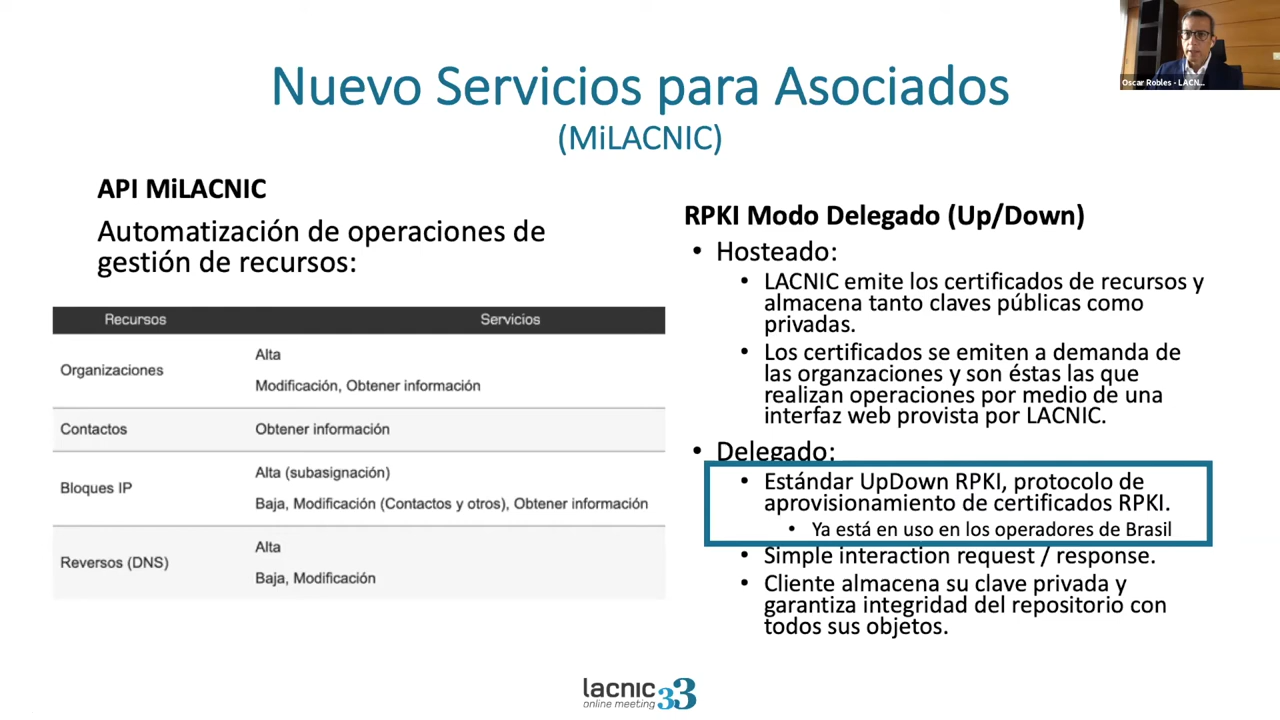 Nuevo Servicios para Asociados
(MiLACNIC)
API MiLACNIC
Automatización de operaciones de
gestión de recursos:
Recursos Servicios
Organizaciones
Alta
Modificación, Obtener información
Contactos
Obtener información
Bloques IP
Alta (subasignación)
Baja, Modificación (Contactos y otros), Obtener información
Reversos (DNS)
Alta
Baja, Modificación
RPKI Modo Delegado (Up/Down)
• Hosteado:
• LACNIC emite los certificados de recursos y
almacena tanto claves públicas como
privadas.
• Los certificados se emiten a demanda de
las organzaciones y son éstas las que
realizan operaciones por medio de una
interfaz web provista por LACNIC.
• Delegado:
• Estándar UpDown RPKI, protocolo de
aprovisionamiento de certificados RPKI.
• Ya está en uso en los operadores de Brasil
• Simple interaction request / response.
• Cliente almacena su clave privada y
garantiza integridad del repositorio con
todos sus objetos.
Oscar Robles - LACN...
lacnic 33
online meeting